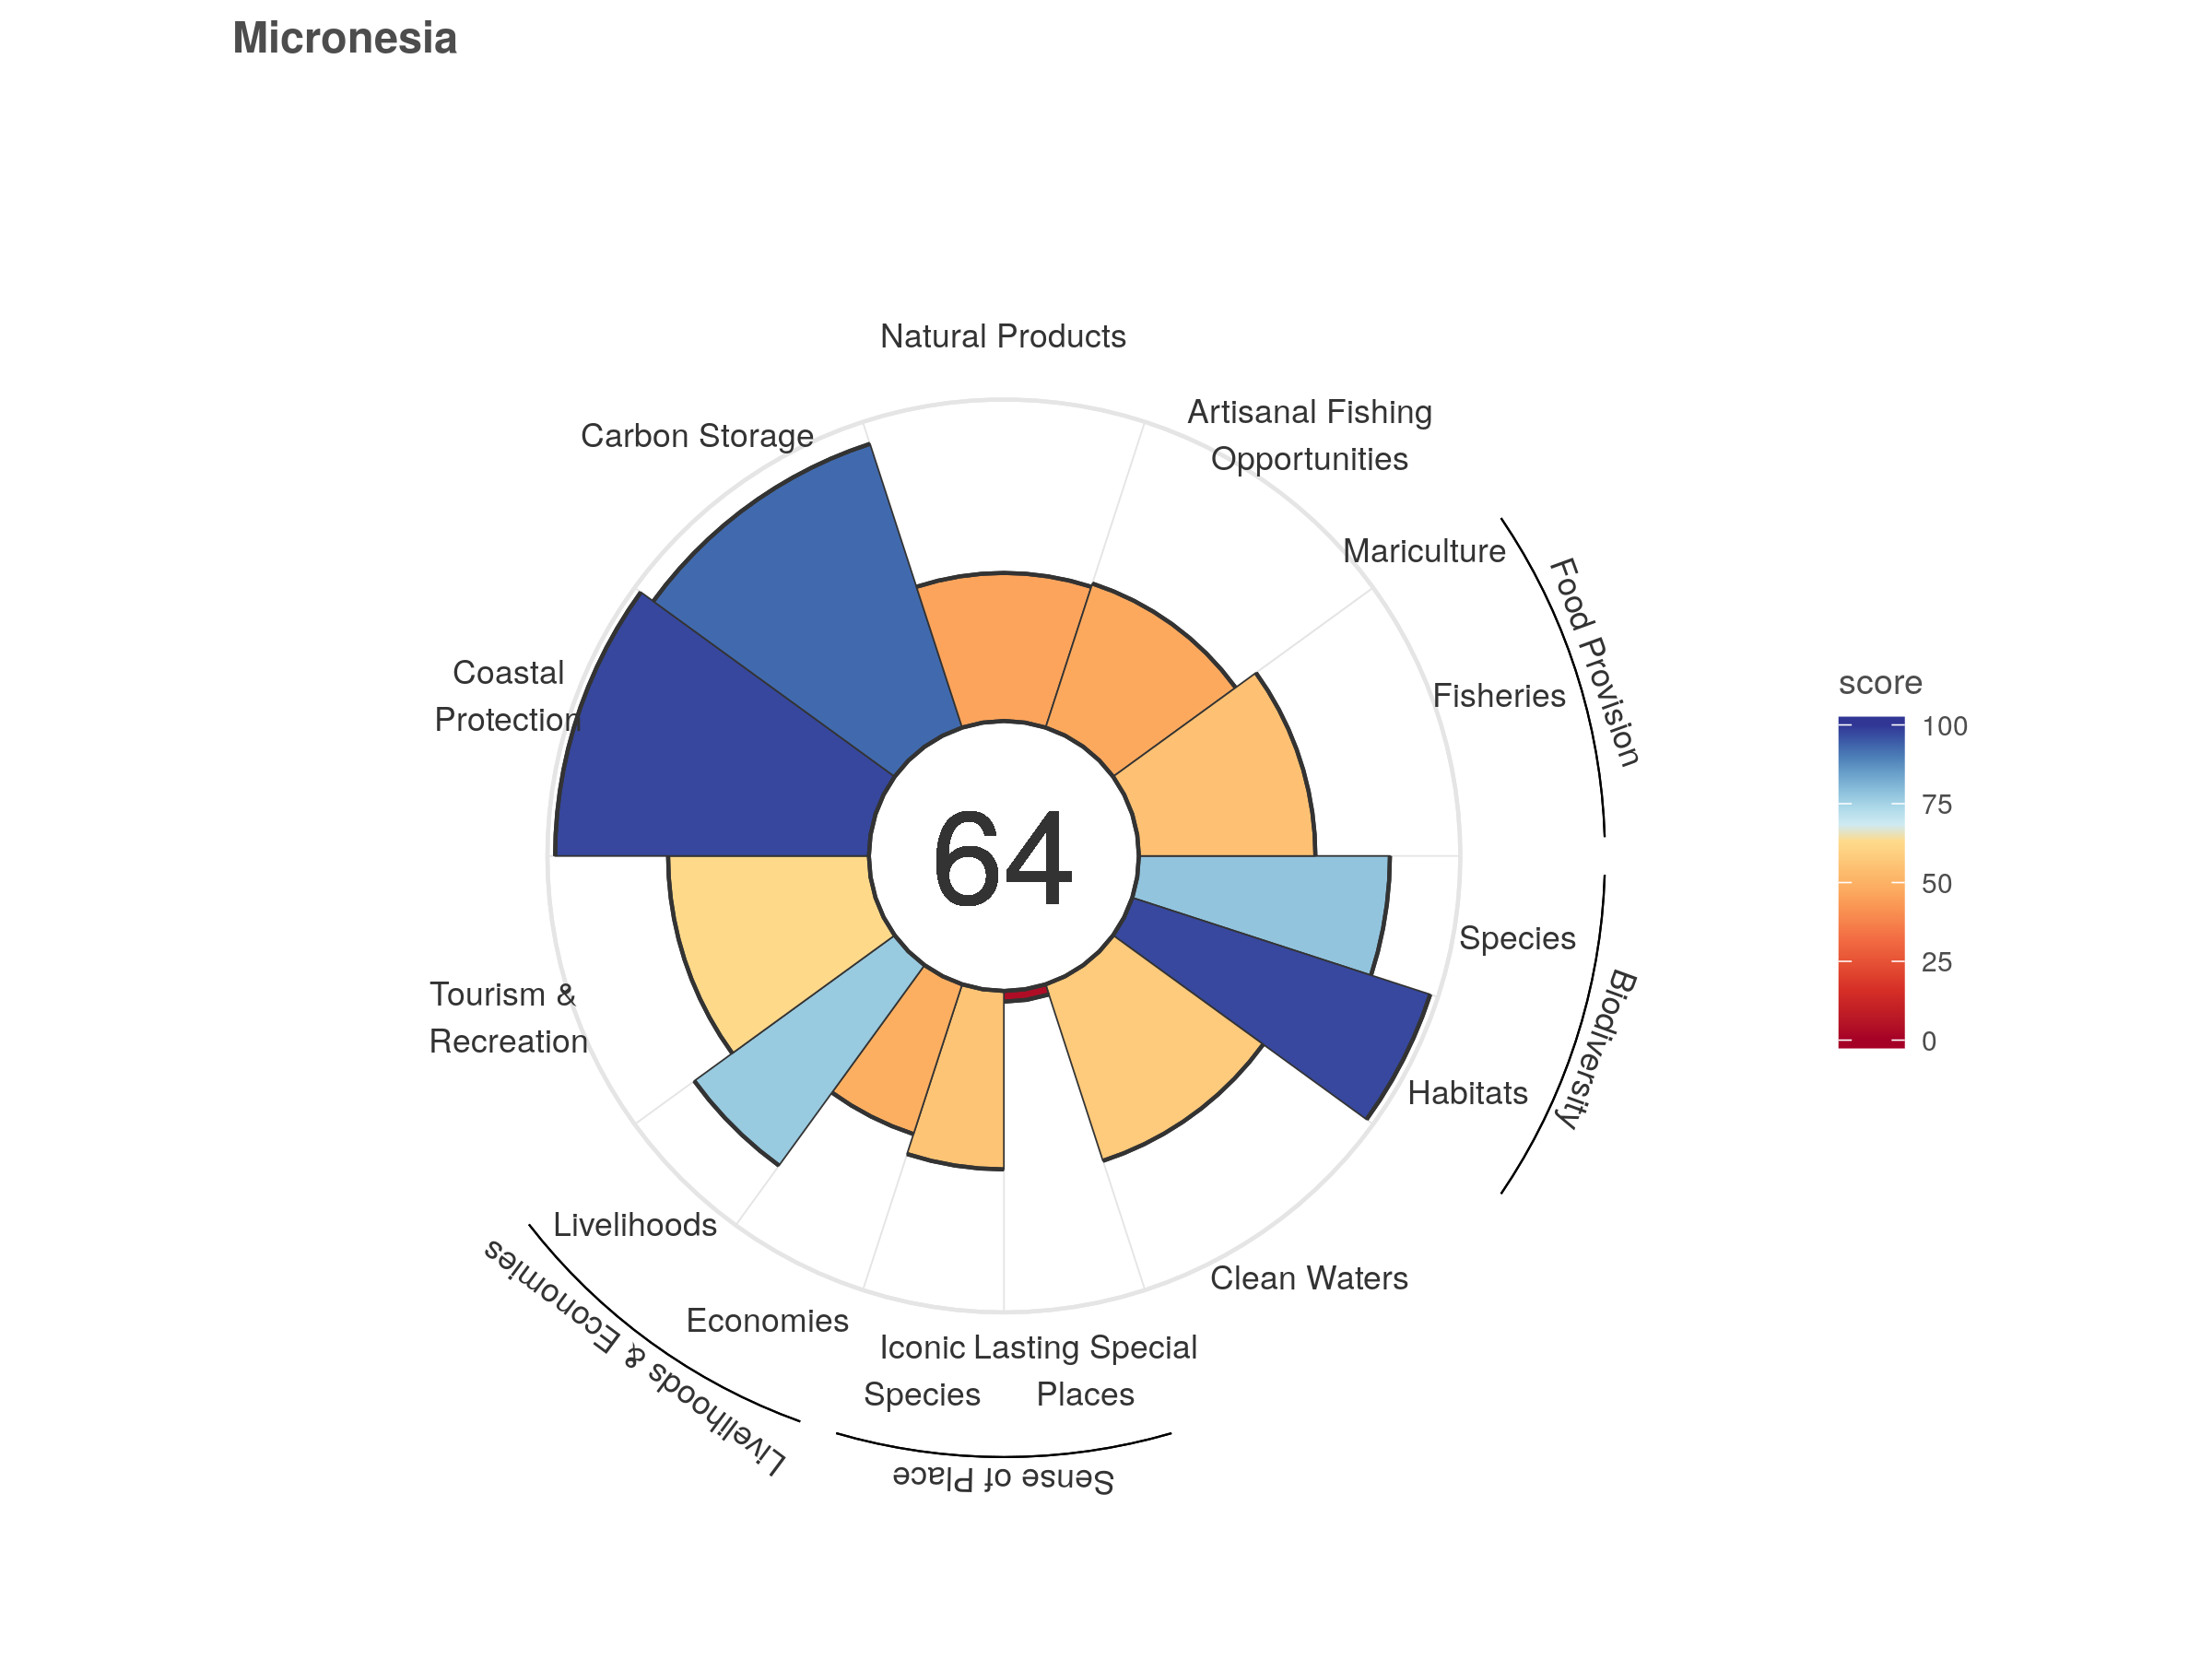 Micronesia
Natural Products
Artisanal Fishing
Opportunities
Carbon Storage
Mariculture
Food Provision
Fisheries
Coastal
Protection
score
100
75
50
25
0
64
Species
Biodiversity
Habitats
Tourism &
Recreation
Livelihoods
Livelihoods & Economies
Clean Waters
Economies
Iconic
Species
Lasting Special
Places
Sense of Place